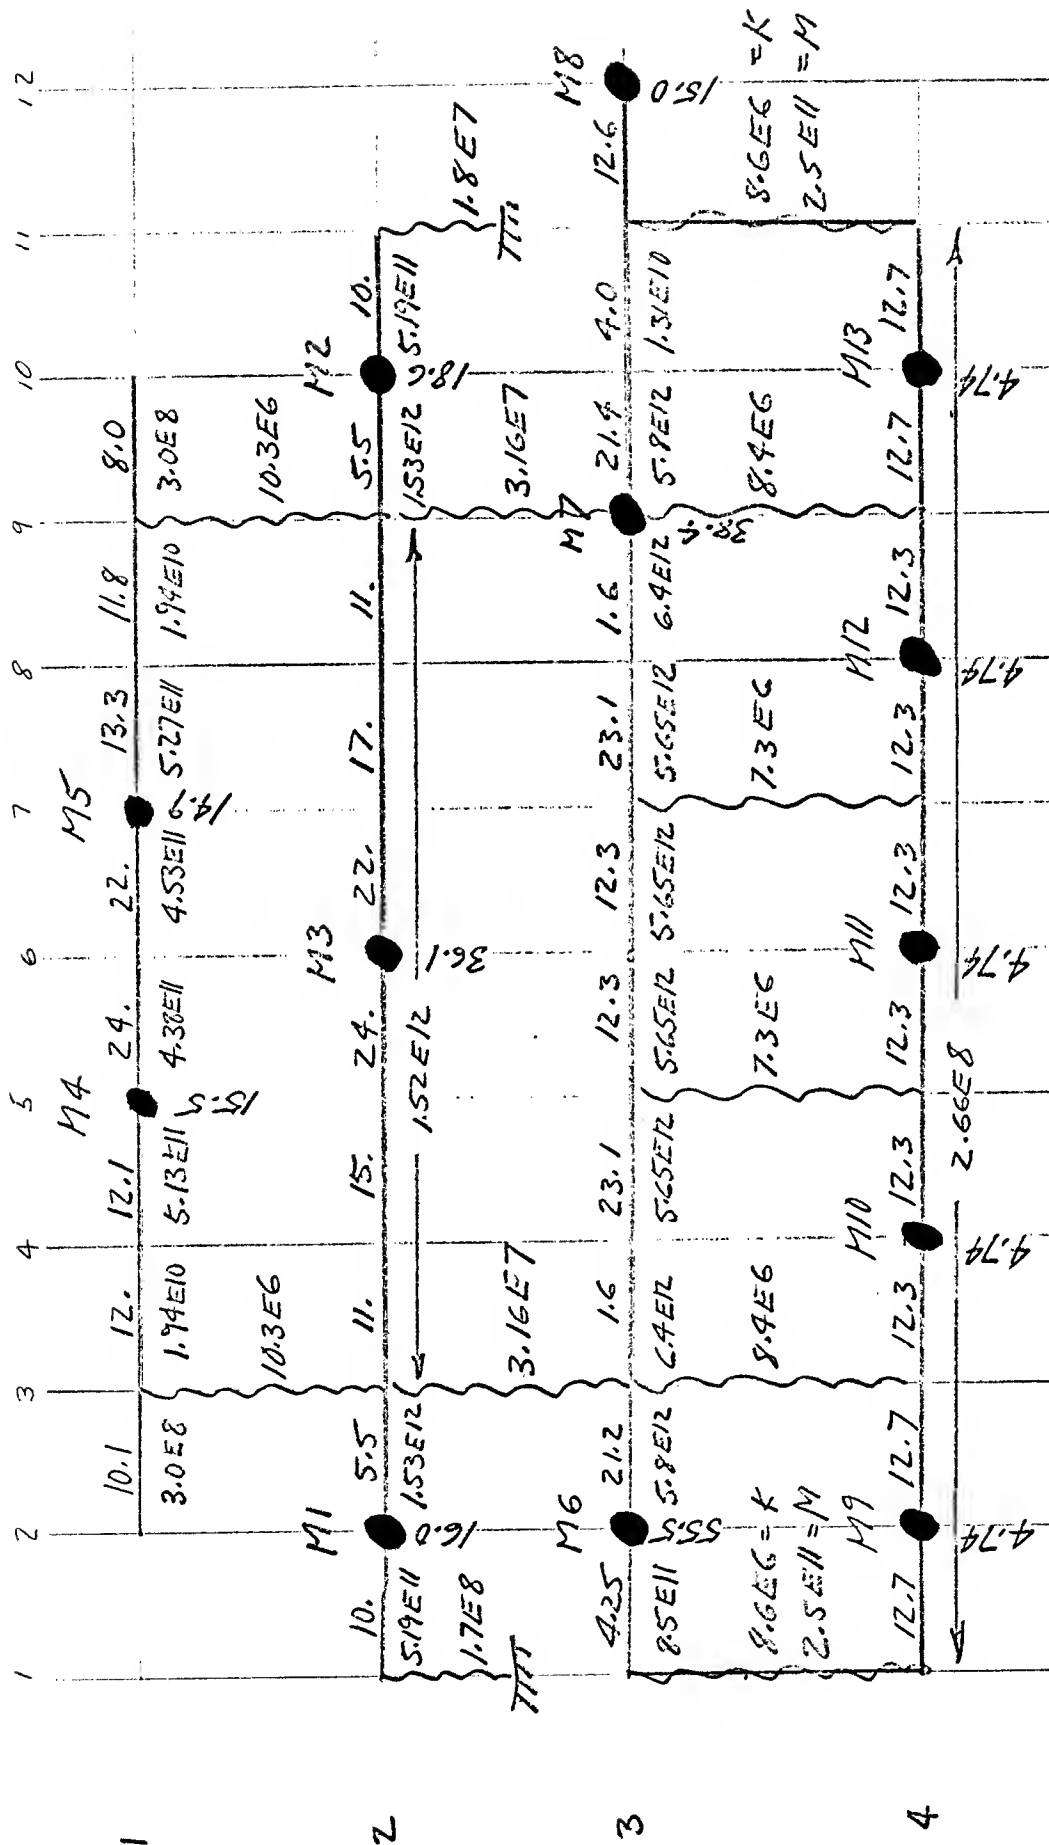 1 2 3 4 5 6 7 8 9 10 11 12
M4 M5
1 10.1 12. 12.1 24. 22. 13.3 11.8 8.0
3.0E8 1.94E10 5.13E11 15.5 4.38E11 4.53E11 14.9 5.27E11 1.94E10 3.0E8
10.3E6 10.3E6
M1 M3 M2
2 10. 5.5 11. 15. 24. 22. 17. 11. 5.5 10.
5.19E11 16.0 1.53E12 1.52E12 36.1 1.53E12 18.6 5.19E11
1.7E8 3.16E7 3.16E7 1.8E7
M6 M7 M8
3 4.25 21.2 1.6 23.1 12.3 12.3 23.1 1.6 21.4 4.0 12.6
8.5E11 55.5 5.8E12 6.4E12 5.65E12 5.65E12 5.65E12 5.65E12 6.4E12 38.4 5.8E12 1.31E10 15.0
8.6E6=K 8.4E6 7.3E6 7.3E6 8.4E6 8.6E6=K
2.5E11=M 2.5E11=M
M9 M10 M11 M12 M13
4 12.7 12.7 12.3 12.3 12.3 12.3 12.3 12.3 12.7 12.7
4.74 4.74 4.74 4.74 4.74
2.66E8